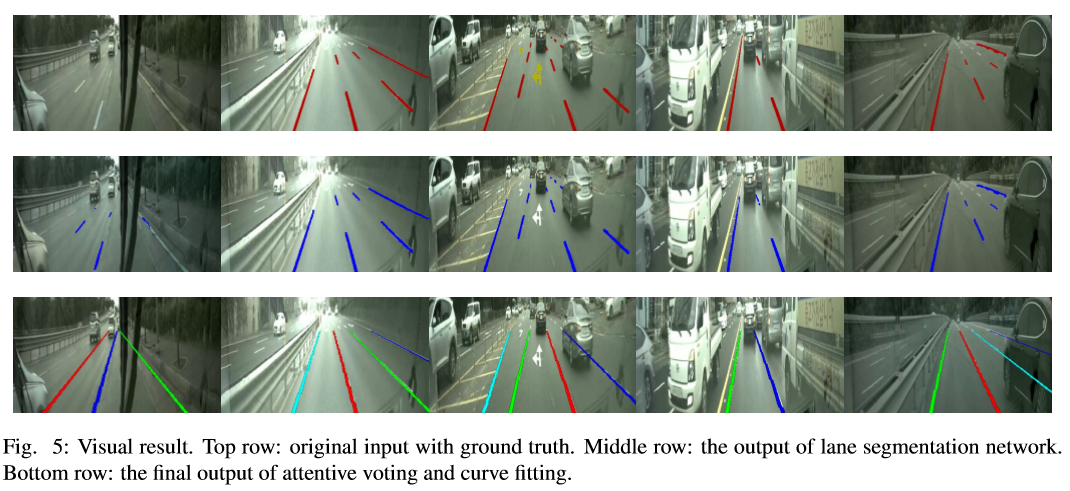 Fig. 5: Visual result. Top row: original input with ground truth. Middle row: the output of lane segmentation network.
Bottom row: the final output of attentive voting and curve fitting.